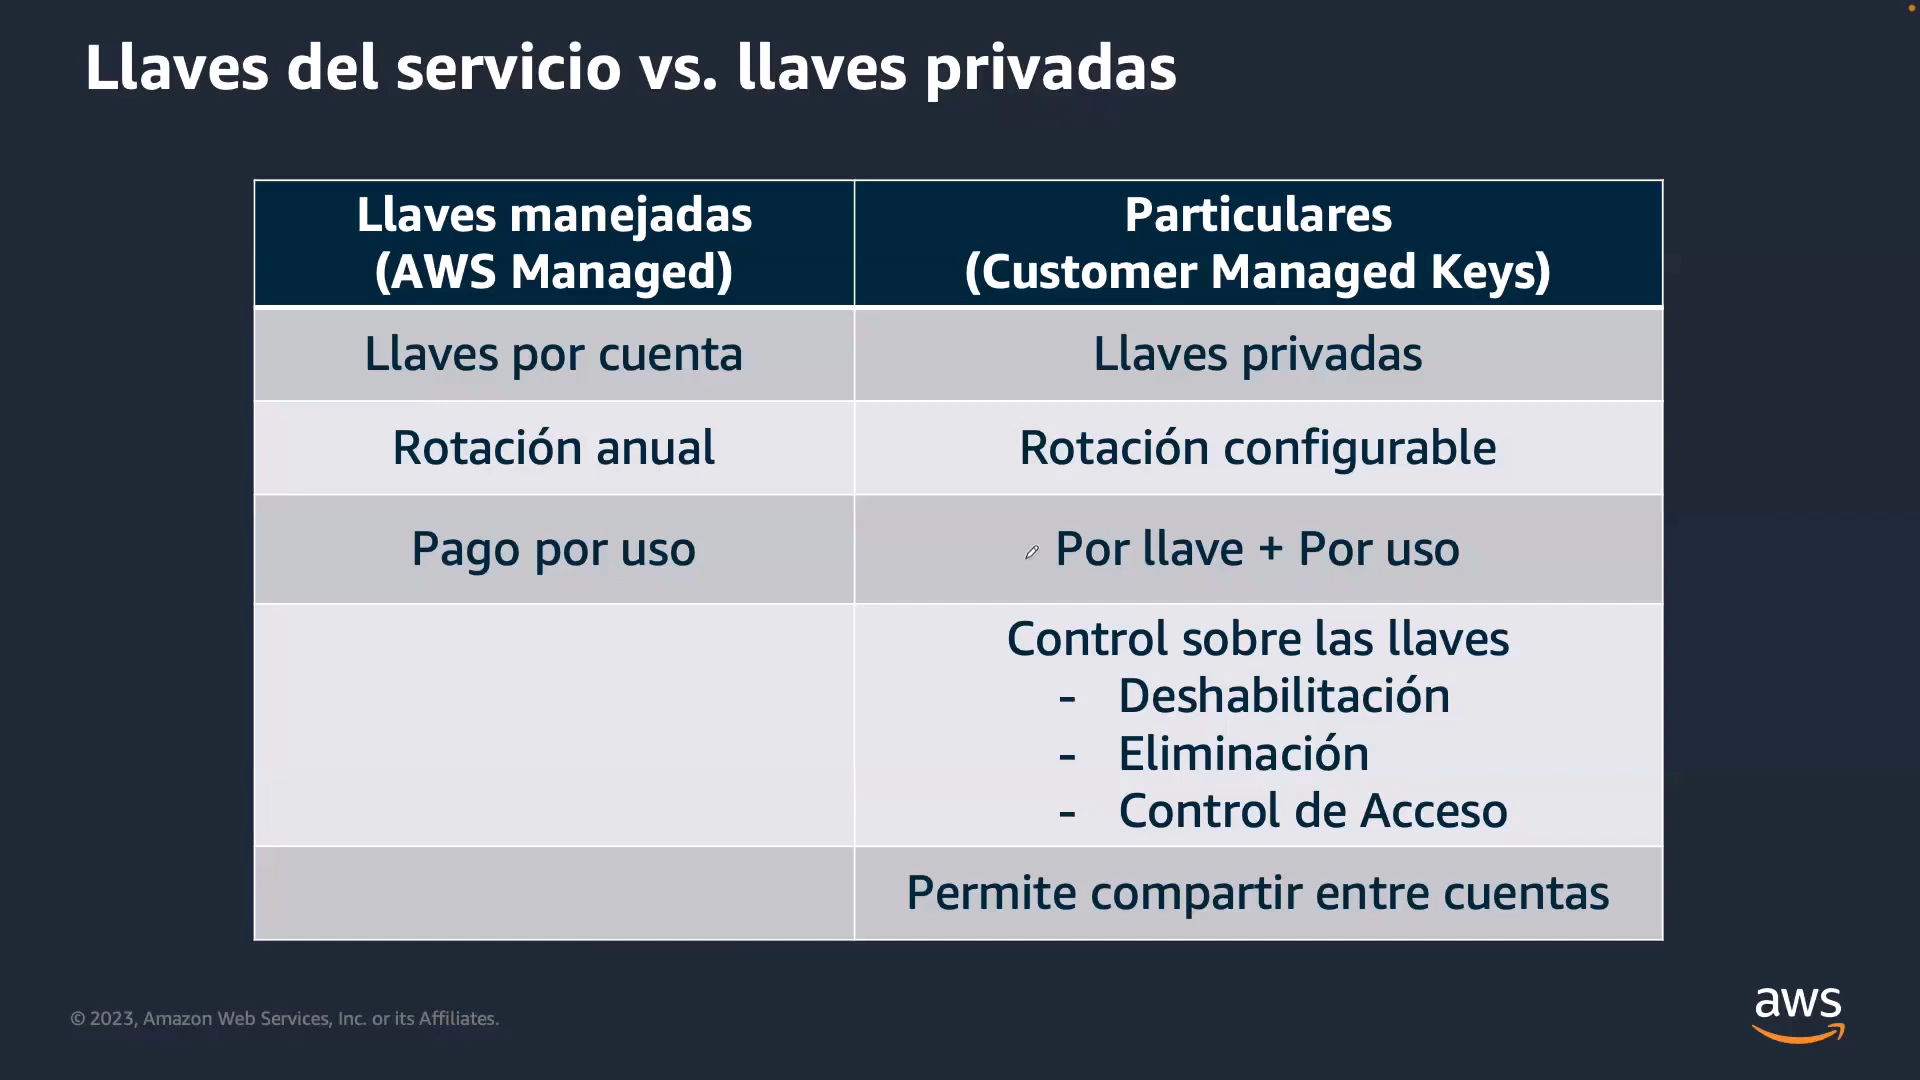 Llaves del servicio vs. llaves privadas
Llaves manejadas
(AWS Managed)
Particulares
(Customer Managed Keys)
Llaves por cuenta
Llaves privadas
Rotación anual
Rotación configurable
Pago por uso
Por llave + Por uso
Control sobre las llaves
- Deshabilitación
- Eliminación
- Control de Acceso
Permite compartir entre cuentas
© 2023, Amazon Web Services, Inc. or its Affiliates.
aws